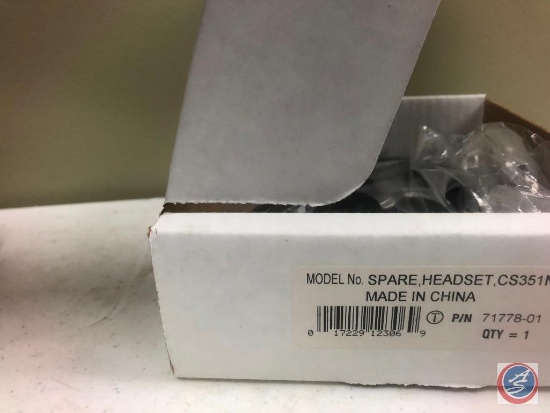 MODEL No. SPARE,HEADSET,CS351N
MADE IN CHINA
P/N 71778-01
0 17229 12306 9
QTY = 1